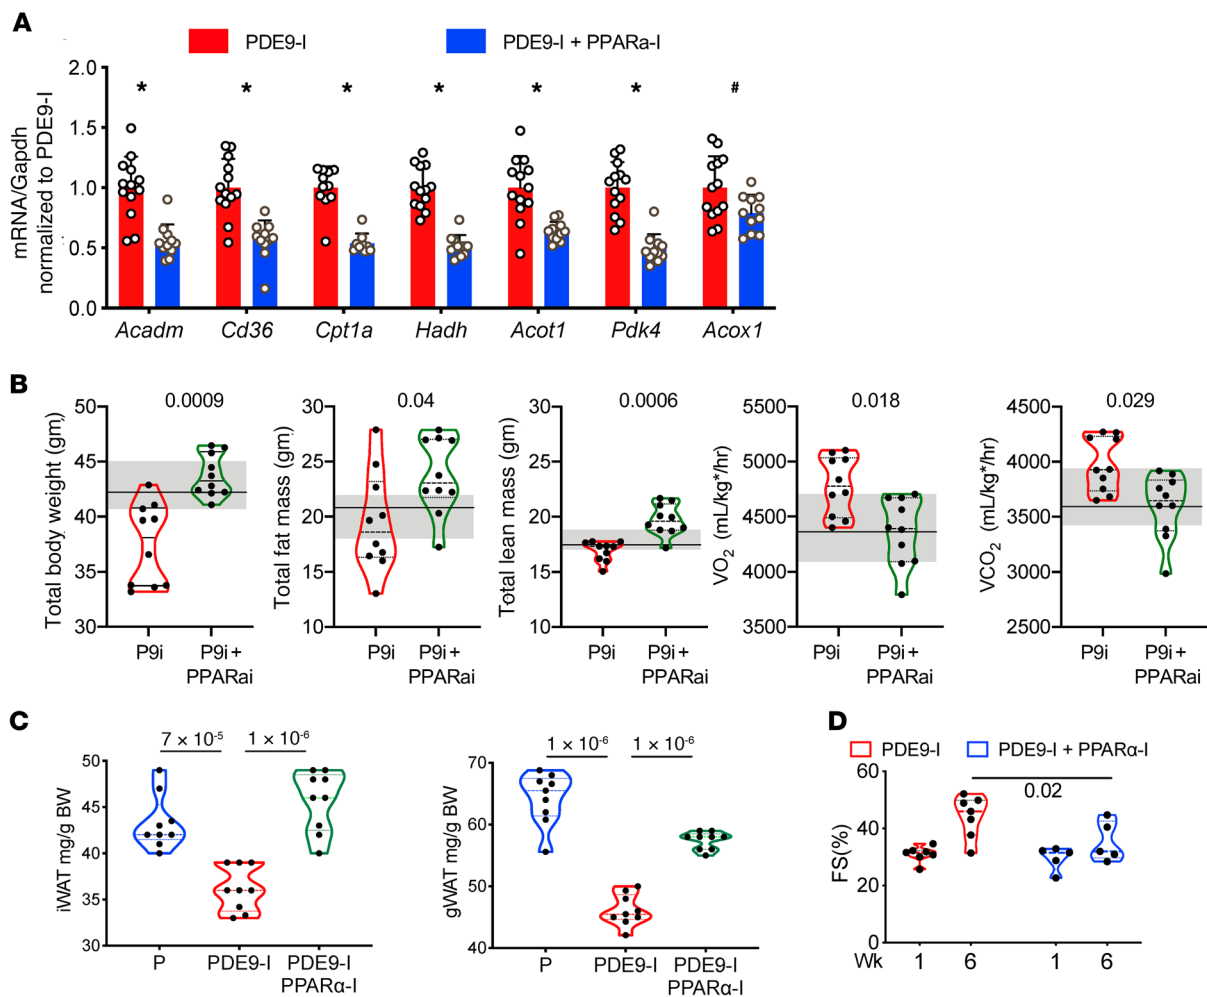 A
PDE9-I
PDE9-I + PPARa-I
mRNA/Gapdh
normalized to PDE9-I
2.0
1.5
1.0
0.5
0.0
* * * * * * #
Acadm Cd36 Cpt1a Hadh Acot1 Pdk4 Acox1
B
Total body weight (gm)
50
45
40
35
30
0.0009
P9i P9i +
PPARai
Total fat mass (gm)
30
25
20
15
10
0.04
P9i P9i +
PPARai
Total lean mass (gm)
30
25
20
15
10
0.0006
P9i P9i +
PPARai
VO2 (mL/kg*/hr)
5500
5000
4500
4000
3500
0.018
P9i P9i +
PPARai
VCO2 (mL/kg*/hr)
4500
4000
3500
3000
2500
0.029
P9i P9i +
PPARai
C
iWAT mg/g BW
50
45
40
35
30
7 × 10-5 1 × 10-6
P PDE9-I PDE9-I
PPARα-I
gWAT mg/g BW
70
60
50
40
1 × 10-6 1 × 10-6
P PDE9-I PDE9-I
PPARα-I
D
PDE9-I PDE9-I + PPARα-I
FS(%)
60
40
20
0
0.02
Wk 1 6 1 6